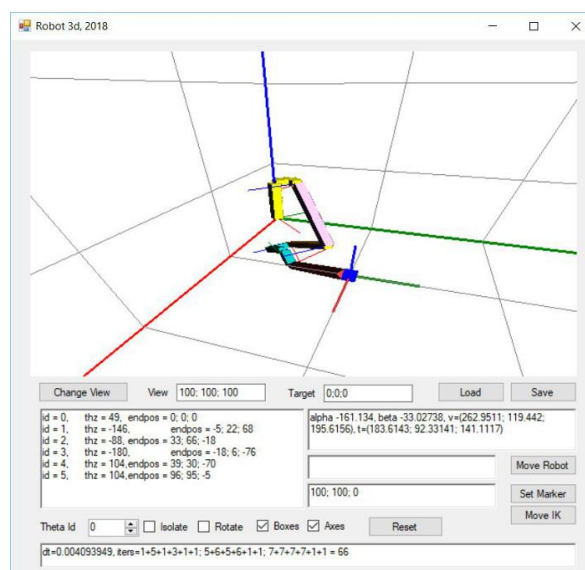 Robot 3d, 2018
Change View View 100; 100; 100 Target 0;0;0 Load Save
id = 0, thz = 49, endpos = 0; 0; 0
id = 1, thz = -146, endpos = -5; 22; 68
id = 2, thz = -88, endpos = 33; 66; -18
id = 3, thz = -180, endpos = -18; 6; -76
id = 4, thz = 104, endpos = 39; 30; -70
id = 5, thz = 104, endpos = 96; 95; -5
alpha -161.134, beta -33.02738, v=(262.9511; 119.442;
195.6156), t=(183.6143; 92.33141; 141.1117)
Move Robot
100; 100; 0 Set Marker
Move IK
Theta Id 0 Isolate Rotate Boxes Axes Reset
dt=0.004093949, iters=1+5+1+3+1+1; 5+6+5+6+1+1; 7+7+7+7+1+1 = 66